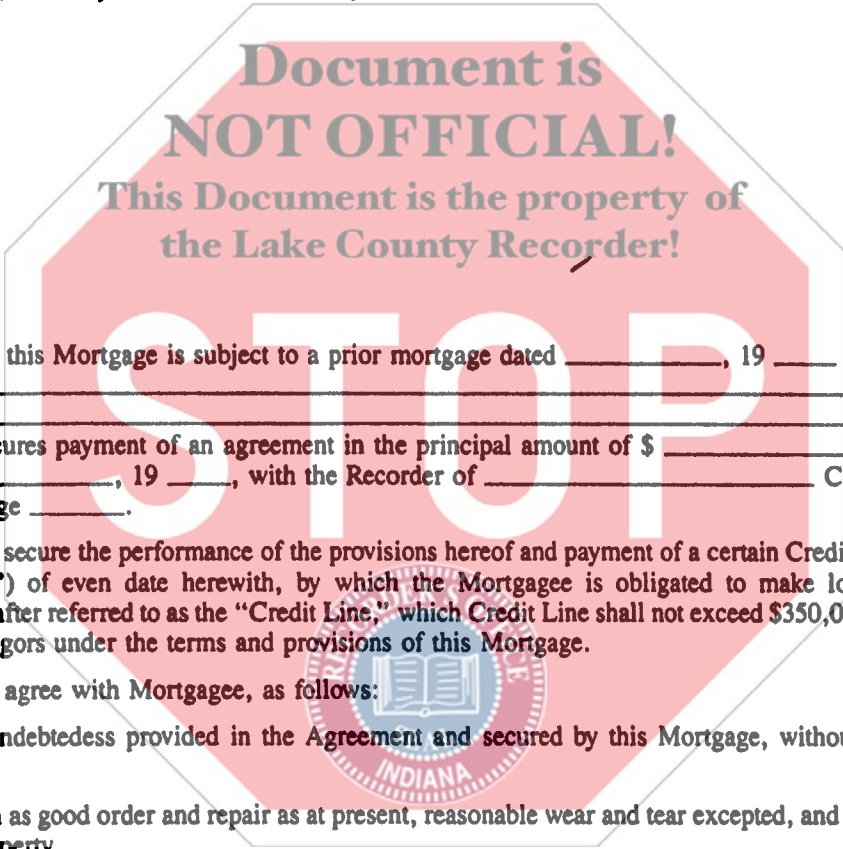 Document is
NOT OFFICIAL!
This Document is the property of
the Lake County Recorder!
STOP
this Mortgage is subject to a prior mortgage dated ____________, 19 ____
ures payment of an agreement in the principal amount of $ ____________
____________, 19 ____, with the Recorder of ____________ C
ge ________.
secure the performance of the provisions hereof and payment of a certain Credi
) of even date herewith, by which the Mortgagee is obligated to make lo
after referred to as the "Credit Line," which Credit Line shall not exceed $350,0
gors under the terms and provisions of this Mortgage.
agree with Mortgagee, as follows:
ndebtedess provided in the Agreement and secured by this Mortgage, withou
RECORDER'S OFFICE
INDIANA
as good order and repair as at present, reasonable wear and tear excepted, and
perty